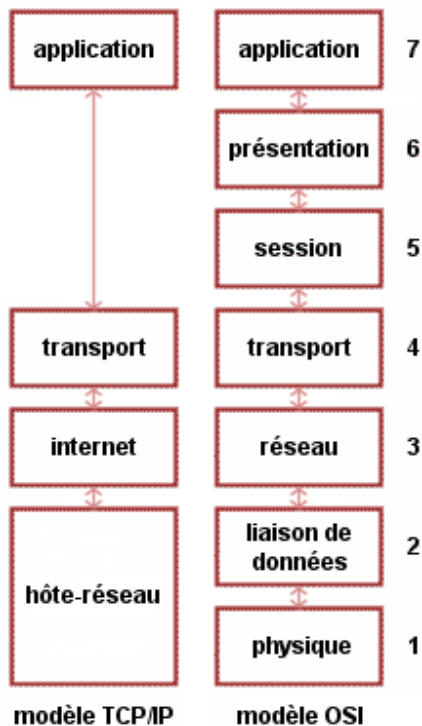 application application 7
présentation 6
session 5
transport transport 4
internet réseau 3
liaison de
données 2
hôte-réseau
physique 1
modèle TCP/IP modèle OSI